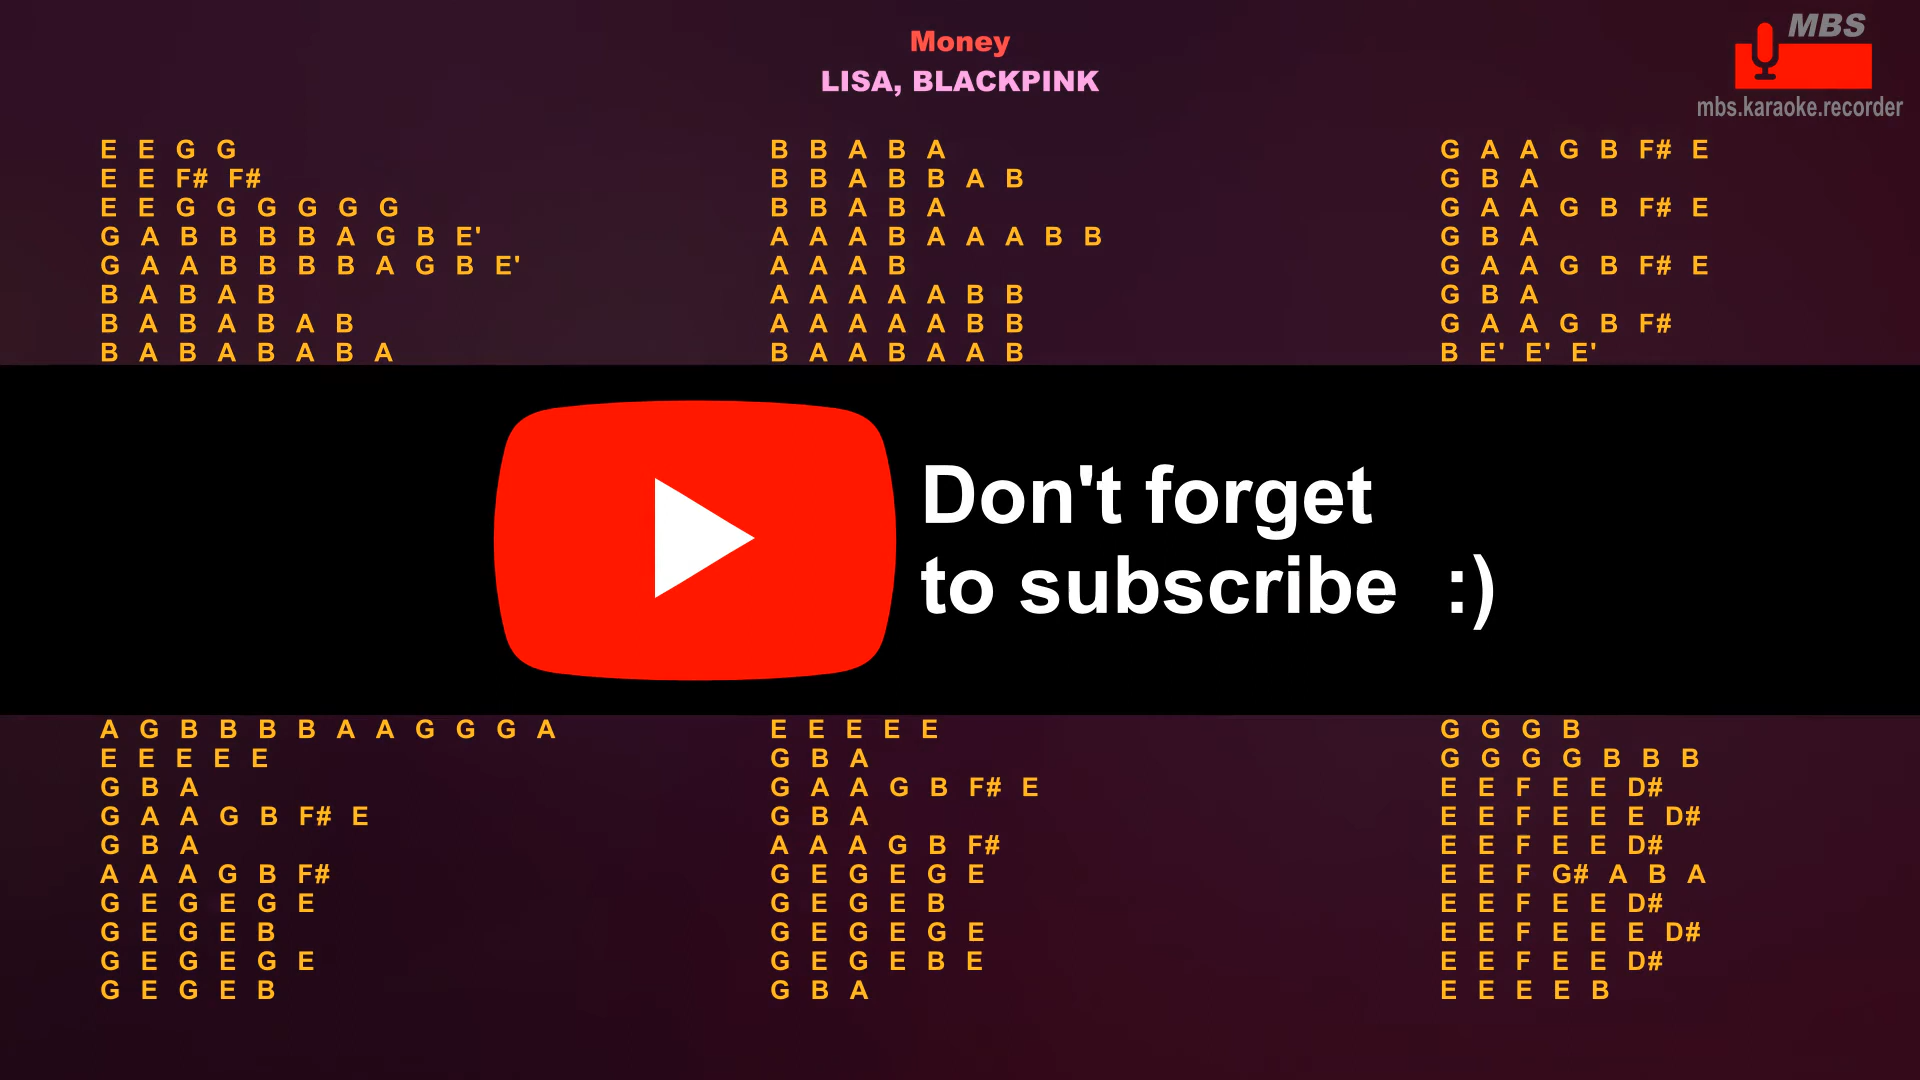 Money
LISA, BLACKPINK
MBS
mbs.karaoke.recorder
E E G G
E E F# F#
E E G G G G G G
G A B B B B A G B E'
G A A B B B B A G B E'
B A B A B
B A B A B A B
B A B A B A B A
B B A B A
B B A B B A B
B B A B A
A A A B A A A B B
A A A B
A A A A A B B
A A A A A B B
B A A B A A B
G A A G B F# E
G B A
G A A G B F# E
G B A
G A A G B F# E
G B A
G A A G B F#
B E' E' E'
Don't forget
to subscribe :)
A G B B B B A A G G G A
E E E E E
G B A
G A A G B F# E
G B A
A A A G B F#
G E G E G E
G E G E B
G E G E G E
G E G E B
E E E E E
G B A
G A A G B F# E
G B A
A A A G B F#
G E G E G E
G E G E B
G E G E G E
G E G E B E
G B A
G G G B
G G G G B B B
E E F E E D#
E E F E E E D#
E E F E E D#
E E F G# A B A
E E F E E D#
E E F E E E D#
E E F E E D#
E E E E B